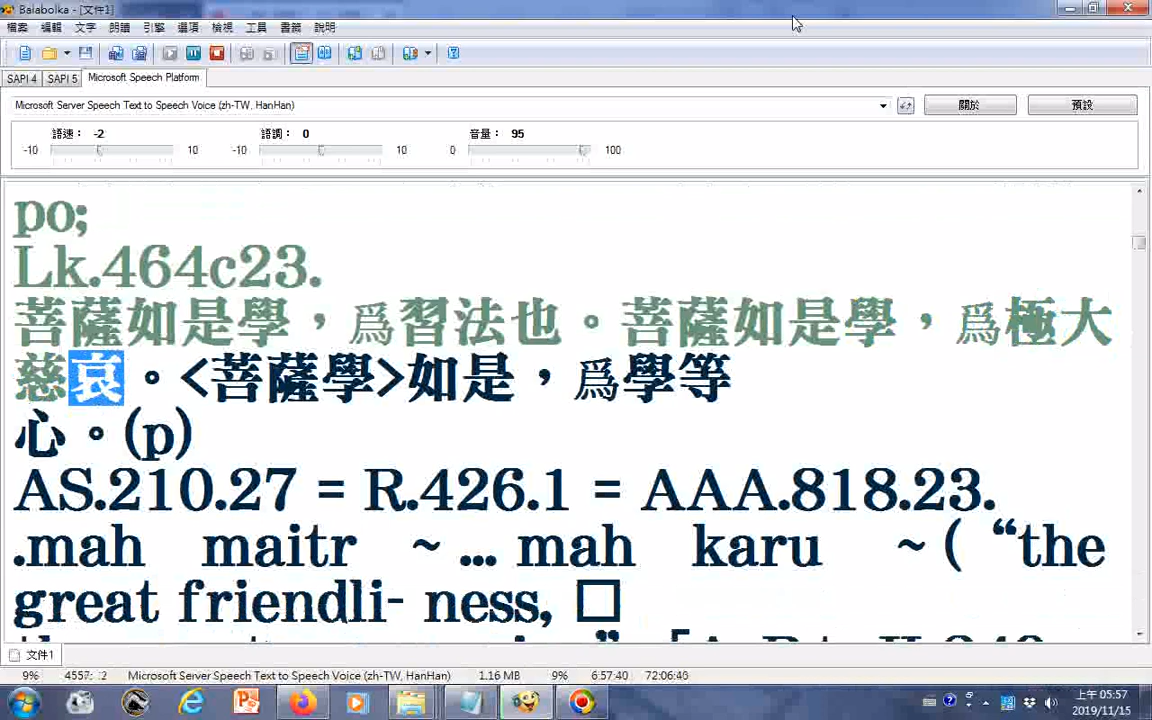 Balabolka - [文件1]
檔案 編輯 文字 朗讀 引擎 選項 檢視 工具 書籤 說明
SAPI 4 SAPI 5 Microsoft Speech Platform
Microsoft Server Speech Text to Speech Voice (zh-TW, HanHan) 關於 預設
語速： -2 語調： 0 音量： 95
-10 10 -10 10 0 100
po;
Lk.464c23.
菩薩如是學，爲習法也。菩薩如是學，爲極大
慈哀。<菩薩學>如是，爲學等
心。(p)
AS.210.27 = R.426.1 = AAA.818.23.
.mah maitr ~ ... mah karu ~ ( “the
great friendli- ness, □
文件1
9% 4557: :2 Microsoft Server Speech Text to Speech Voice (zh-TW, HanHan) 1.16 MB 9% 6:57:40 72:06:46
上午 05:57
2019/11/15